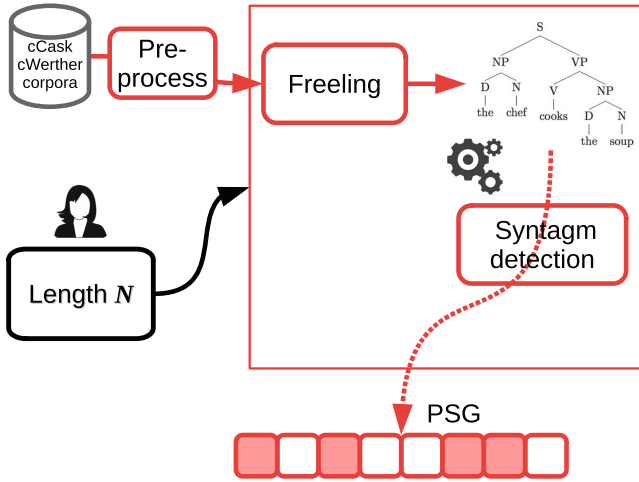 cCask
cWerther
corpora
Pre-
process
Freeling
S
NP VP
D N V NP
the chef cooks D N
the soup
Syntagm
detection
Length N
PSG